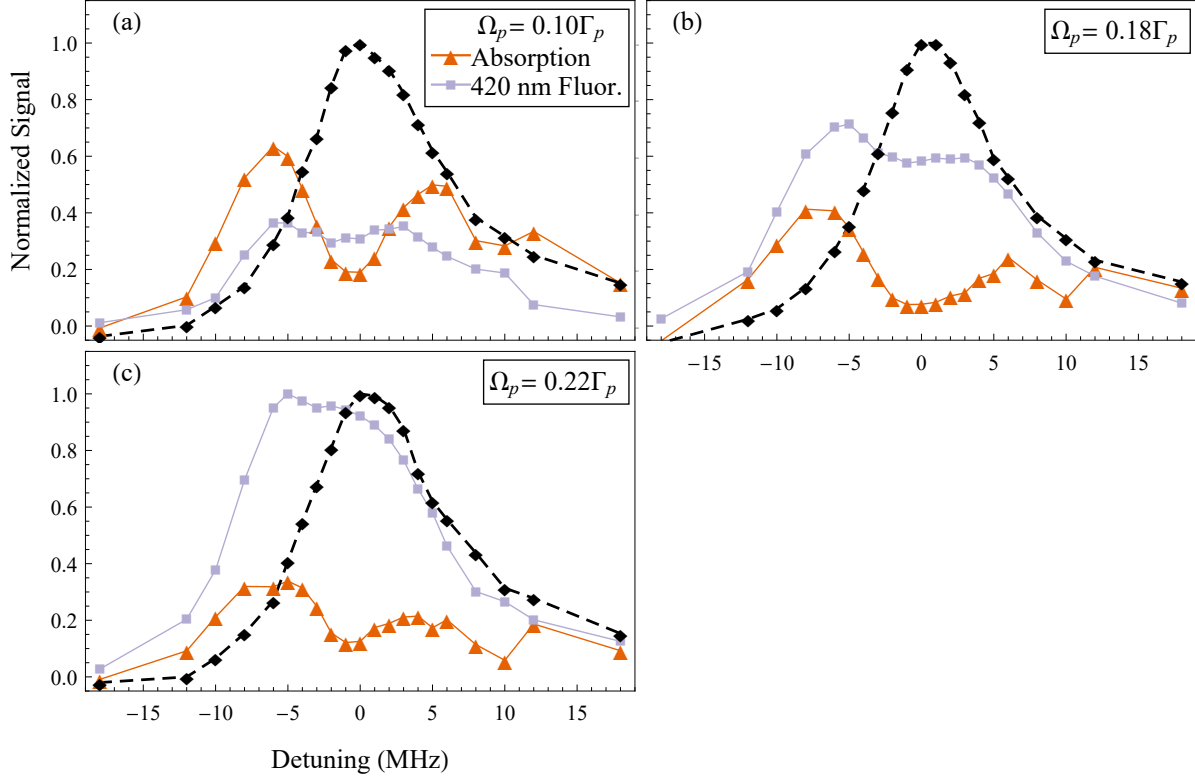 (a)
Ωₚ= 0.10Γₚ
Absorption
420 nm Fluor.
Normalized Signal
1.0
0.8
0.6
0.4
0.2
0.0
(b)
Ωₚ= 0.18Γₚ
−15 −10 −5 0 5 10 15
(c)
Ωₚ= 0.22Γₚ
1.0
0.8
0.6
0.4
0.2
0.0
−15 −10 −5 0 5 10 15
Detuning (MHz)